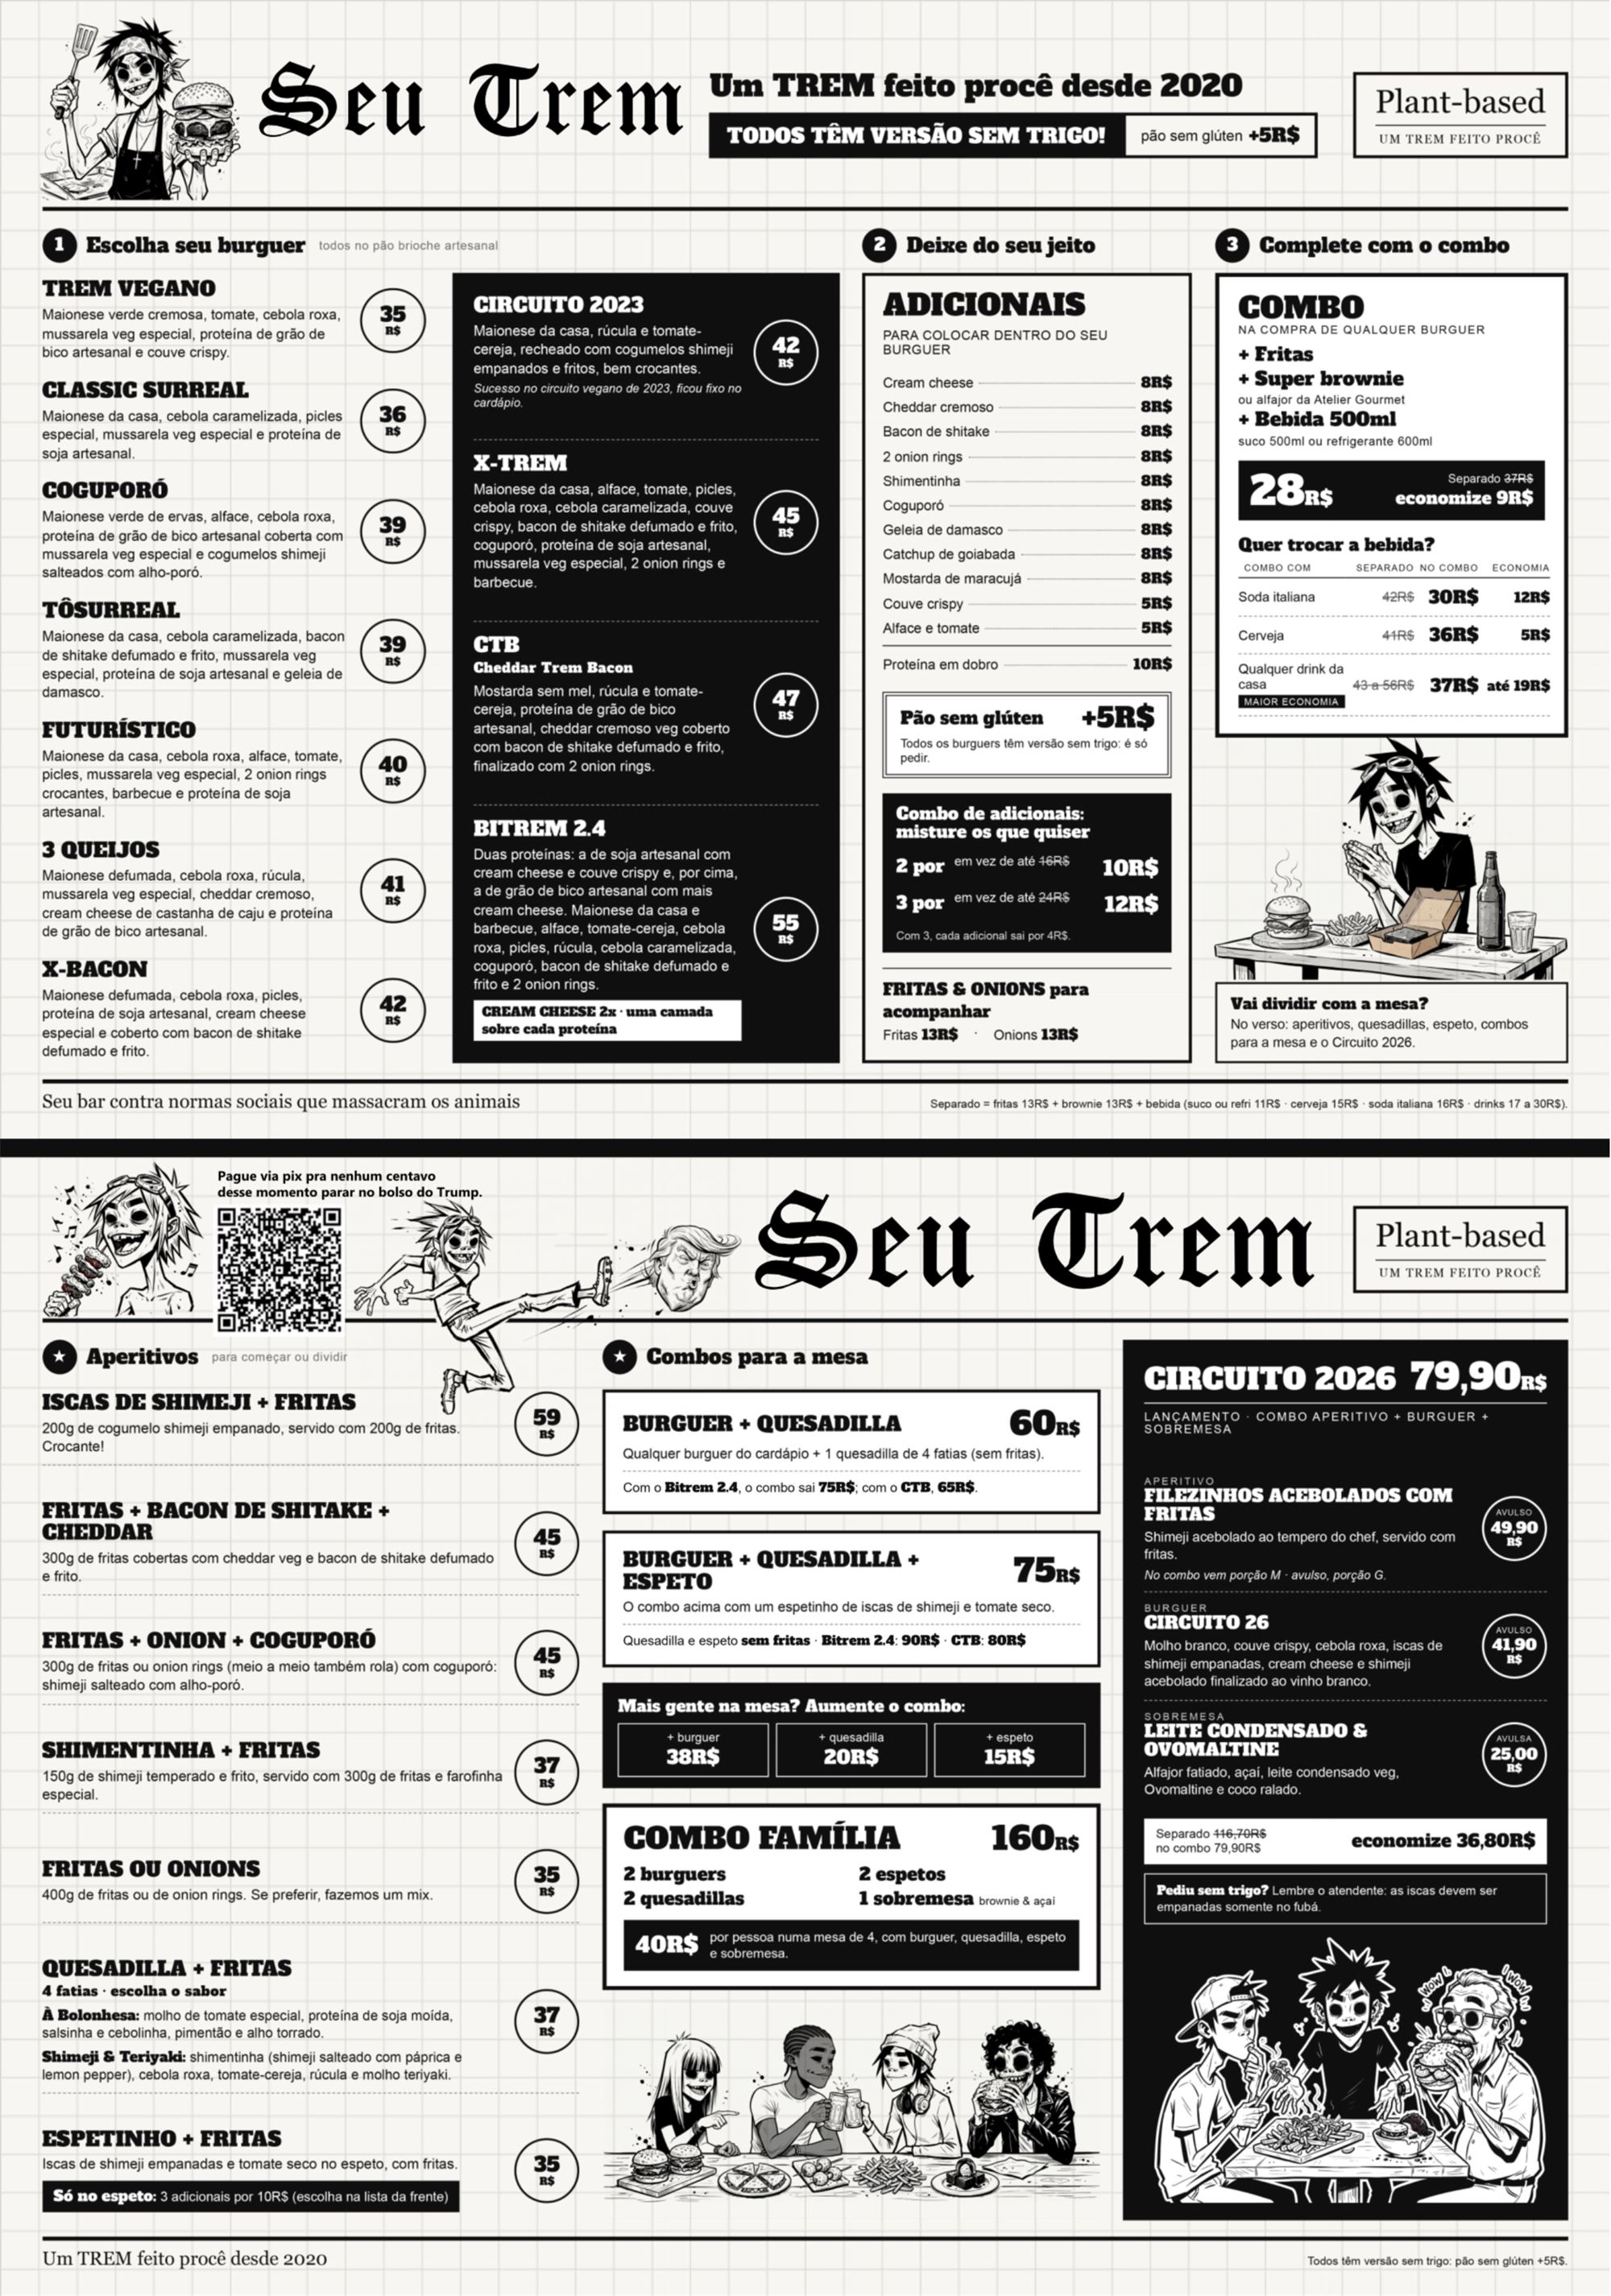 Seu Trem
Um TREM feito procê desde 2020
TODOS TÊM VERSÃO SEM TRIGO!
pão sem glúten +5R$
Plant-based
UM TREM FEITO PROCÊ
1 Escolha seu burguer todos no pão brioche artesanal
TREM VEGANO
Maionese verde cremosa, tomate, cebola roxa,
mussarela veg especial, proteína de grão de
bico artesanal e couve crispy.
35
R$
CLASSIC SURREAL
Maionese da casa, cebola caramelizada, picles
especial, mussarela veg especial e proteína de
soja artesanal.
36
R$
COGUPORÓ
Maionese verde de ervas, alface, cebola roxa,
proteína de grão de bico artesanal coberta com
mussarela veg especial e cogumelos shimeji
salteados com alho-poró.
39
R$
TÔSURREAL
Maionese da casa, cebola caramelizada, bacon
de shitake defumado e frito, mussarela veg
especial, proteína de soja artesanal e geleia de
damasco.
39
R$
FUTURÍSTICO
Maionese da casa, cebola roxa, alface, tomate,
picles, mussarela veg especial, 2 onion rings
crocantes, barbecue e proteína de soja
artesanal.
40
R$
3 QUEIJOS
Maionese defumada, cebola roxa, rúcula,
mussarela veg especial, cheddar cremoso,
cream cheese de castanha de caju e proteína
de grão de bico artesanal.
41
R$
X-BACON
Maionese defumada, cebola roxa, picles,
proteína de soja artesanal, cream cheese
especial e coberto com bacon de shitake
defumado e frito.
42
R$
CIRCUITO 2023
Maionese da casa, rúcula e tomate-
cereja, recheado com cogumelos shimeji
empanados e fritos, bem crocantes.
Sucesso no circuito vegano de 2023, ficou fixo no
cardápio.
42
R$
X-TREM
Maionese da casa, alface, tomate, picles,
cebola roxa, cebola caramelizada, couve
crispy, bacon de shitake defumado e frito,
coguporó, proteína de soja artesanal,
mussarela veg especial, 2 onion rings e
barbecue.
45
R$
CTB
Cheddar Trem Bacon
Mostarda sem mel, rúcula e tomate-
cereja, proteína de grão de bico
artesanal, cheddar cremoso veg coberto
com bacon de shitake defumado e frito,
finalizado com 2 onion rings.
47
R$
BITREM 2.4
Duas proteínas: a de soja artesanal com
cream cheese e couve crispy e, por cima,
a de grão de bico artesanal com mais
cream cheese. Maionese da casa e
barbecue, alface, tomate-cereja, cebola
roxa, picles, rúcula, cebola caramelizada,
coguporó, bacon de shitake defumado e
frito e 2 onion rings.
55
R$
CREAM CHEESE 2x · uma camada
sobre cada proteína
2 Deixe do seu jeito
ADICIONAIS
PARA COLOCAR DENTRO DO SEU
BURGUER
Cream cheese 8R$
Cheddar cremoso 8R$
Bacon de shitake 8R$
2 onion rings 8R$
Shimentinha 8R$
Coguporó 8R$
Geleia de damasco 8R$
Catchup de goiabada 8R$
Mostarda de maracujá 8R$
Couve crispy 5R$
Alface e tomate 5R$
Proteína em dobro 10R$
Pão sem glúten +5R$
Todos os burguers têm versão sem trigo: é só
pedir.
Combo de adicionais:
misture os que quiser
2 por em vez de até 16R$ 10R$
3 por em vez de até 24R$ 12R$
Com 3, cada adicional sai por 4R$.
FRITAS & ONIONS para
acompanhar
Fritas 13R$ · Onions 13R$
3 Complete com o combo
COMBO
NA COMPRA DE QUALQUER BURGUER
+ Fritas
+ Super brownie
ou alfajor da Atelier Gourmet
+ Bebida 500ml
suco 500ml ou refrigerante 600ml
28R$
Separado 37R$
economize 9R$
Quer trocar a bebida?
COMBO COM SEPARADO NO COMBO ECONOMIA
Soda italiana 42R$ 30R$ 12R$
Cerveja 41R$ 36R$ 5R$
Qualquer drink da
casa 43 a 56R$ 37R$ até 19R$
MAIOR ECONOMIA
Vai dividir com a mesa?
No verso: aperitivos, quesadillas, espeto, combos
para a mesa e o Circuito 2026.
Seu bar contra normas sociais que massacram os animais
Separado = fritas 13R$ + brownie 13R$ + bebida (suco ou refri 11R$ · cerveja 15R$ · soda italiana 16R$ · drinks 17 a 30R$).
Pague via pix pra nenhum centavo
desse momento parar no bolso do Trump.
Seu Trem
Plant-based
UM TREM FEITO PROCÊ
Aperitivos para começar ou dividir
ISCAS DE SHIMEJI + FRITAS
200g de cogumelo shimeji empanado, servido com 200g de fritas.
Crocante!
59
R$
FRITAS + BACON DE SHITAKE +
CHEDDAR
300g de fritas cobertas com cheddar veg e bacon de shitake defumado
e frito.
45
R$
FRITAS + ONION + COGUPORÓ
300g de fritas ou onion rings (meio a meio também rola) com coguporó:
shimeji salteado com alho-poró.
45
R$
SHIMENTINHA + FRITAS
150g de shimeji temperado e frito, servido com 300g de fritas e farofinha
especial.
37
R$
FRITAS OU ONIONS
400g de fritas ou de onion rings. Se preferir, fazemos um mix.
35
R$
QUESADILLA + FRITAS
4 fatias · escolha o sabor
À Bolonhesa: molho de tomate especial, proteína de soja moída,
salsinha e cebolinha, pimentão e alho torrado.
Shimeji & Teriyaki: shimentinha (shimeji salteado com páprica e
lemon pepper), cebola roxa, tomate-cereja, rúcula e molho teriyaki.
37
R$
ESPETINHO + FRITAS
Iscas de shimeji empanadas e tomate seco no espeto, com fritas.
Só no espeto: 3 adicionais por 10R$ (escolha na lista da frente)
35
R$
Combos para a mesa
BURGUER + QUESADILLA 60R$
Qualquer burguer do cardápio + 1 quesadilla de 4 fatias (sem fritas).
Com o Bitrem 2.4, o combo sai 75R$; com o CTB, 65R$.
BURGUER + QUESADILLA +
ESPETO 75R$
O combo acima com um espetinho de iscas de shimeji e tomate seco.
Quesadilla e espeto sem fritas · Bitrem 2.4: 90R$ · CTB: 80R$
Mais gente na mesa? Aumente o combo:
+ burguer
38R$
+ quesadilla
20R$
+ espeto
15R$
COMBO FAMÍLIA 160R$
2 burguers 2 espetos
2 quesadillas 1 sobremesa brownie & açaí
40R$ por pessoa numa mesa de 4, com burguer, quesadilla, espeto
e sobremesa.
CIRCUITO 2026 79,90R$
LANÇAMENTO · COMBO APERITIVO + BURGUER +
SOBREMESA
APERITIVO
FILEZINHOS ACEBOLADOS COM
FRITAS
Shimeji acebolado ao tempero do chef, servido com
fritas.
No combo vem porção M · avulso, porção G.
AVULSO
49,90
R$
BURGUER
CIRCUITO 26
Molho branco, couve crispy, cebola roxa, iscas de
shimeji empanadas, cream cheese e shimeji
acebolado finalizado ao vinho branco.
AVULSO
41,90
R$
SOBREMESA
LEITE CONDENSADO &
OVOMALTINE
Alfajor fatiado, açaí, leite condensado veg,
Ovomaltine e coco ralado.
AVULSA
25,00
R$
Separado 116,70R$
no combo 79,90R$
economize 36,80R$
Pediu sem trigo? Lembre o atendente: as iscas devem ser
empanadas somente no fubá.
WOW!
WOW!
Um TREM feito procê desde 2020
Todos têm versão sem trigo: pão sem glúten +5R$.